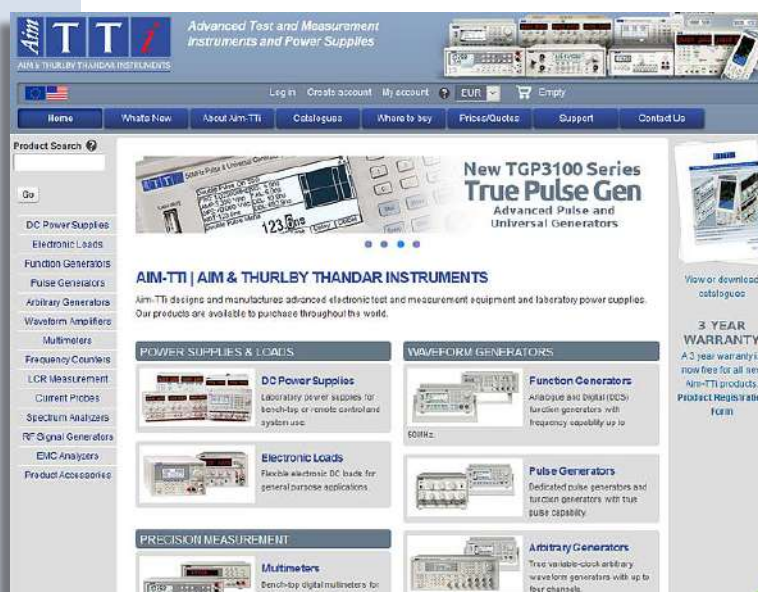 Aim
TTi
AIM & THURLBY THANDAR INSTRUMENTS
Advanced Test and Measurement
Instruments and Power Supplies
Log in Create account My account ? EUR Empty
Home What's New About Aim-TTi Catalogues Where to buy Prices/Quotes Support Contact Us
Product Search ?
Go
DC Power Supplies
Electronic Loads
Function Generators
Pulse Generators
Arbitrary Generators
Waveform Amplifiers
Multimeters
Frequency Counters
LCR Measurement
Current Probes
Spectrum Analyzers
RF Signal Generators
EMC Analyzers
Product Accessories
New TGP3100 Series
True Pulse Gen
Advanced Pulse and
Universal Generators
AIM-TTI | AIM & THURLBY THANDAR INSTRUMENTS
Aim-TTi designs and manufactures advanced electronic test and measurement equipment and laboratory power supplies.
Our products are available to purchase throughout the world.
POWER SUPPLIES & LOADS
DC Power Supplies
Laboratory power supplies for
bench-top or remote control and
system use.
Electronic Loads
Flexible electronic DC loads for
general purpose applications.
PRECISION MEASUREMENT
Multimeters
Bench-top digital multimeters for
WAVEFORM GENERATORS
Function Generators
Analogue and Digital (DDS)
function generators with
frequency capability up to
50MHz.
Pulse Generators
Dedicated pulse generators and
function generators with true
pulse capability.
Arbitrary Generators
True variable-clock arbitrary
waveform generators with up to
four channels.
View or download
catalogues
3 YEAR
WARRANTY
A 3 year warranty i
now free for all new
Aim-TTi products.
Product Registratio
Form